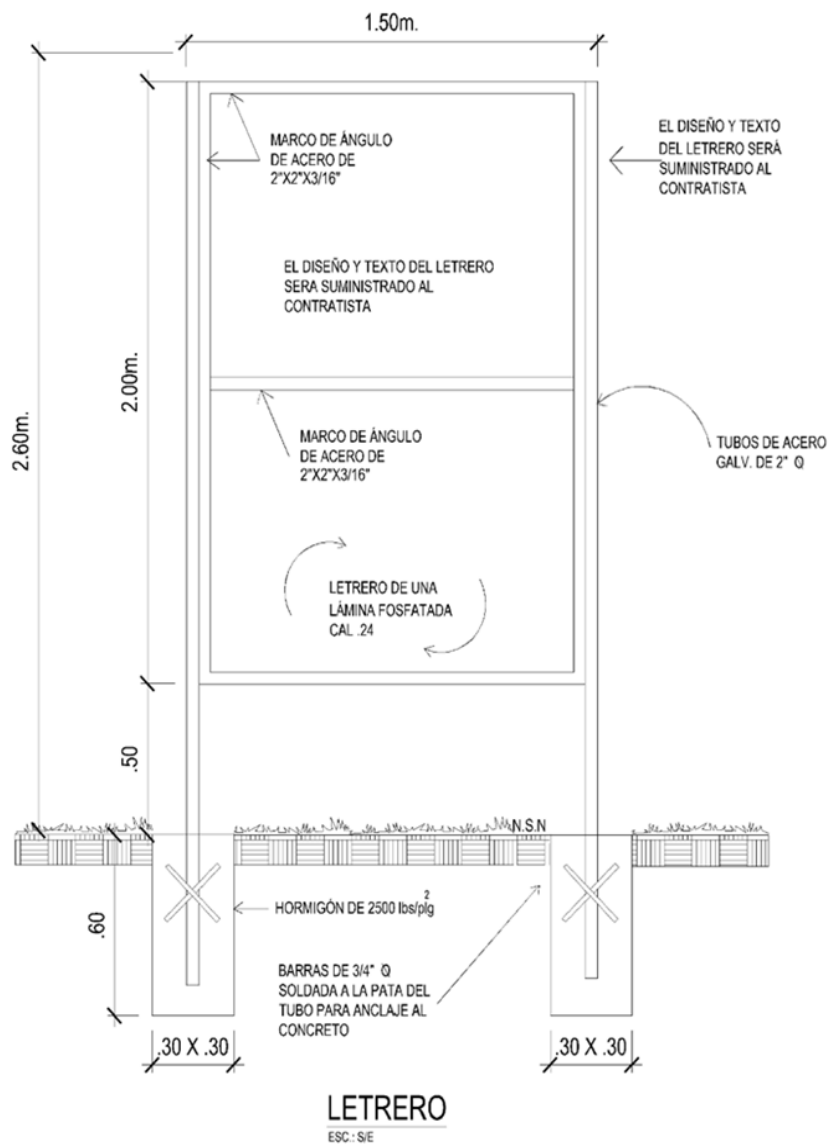 1.50m.
MARCO DE ÁNGULO
DE ACERO DE
2"X2"X3/16"
EL DISEÑO Y TEXTO
DEL LETRERO SERÁ
SUMINISTRADO AL
CONTRATISTA
EL DISEÑO Y TEXTO DEL LETRERO
SERA SUMINISTRADO AL
CONTRATISTA
2.00m.
2.60m.
MARCO DE ÁNGULO
DE ACERO DE
2"X2"X3/16"
TUBOS DE ACERO
GALV. DE 2" Q
LETRERO DE UNA
LÁMINA FOSFATADA
CAL .24
.50
N.S.N
.60
HORMIGÓN DE 2500 lbs/plg²
BARRAS DE 3/4" Q
SOLDADA A LA PATA DEL
TUBO PARA ANCLAJE AL
CONCRETO
.30 X .30
.30 X .30
LETRERO
ESC.: S/E